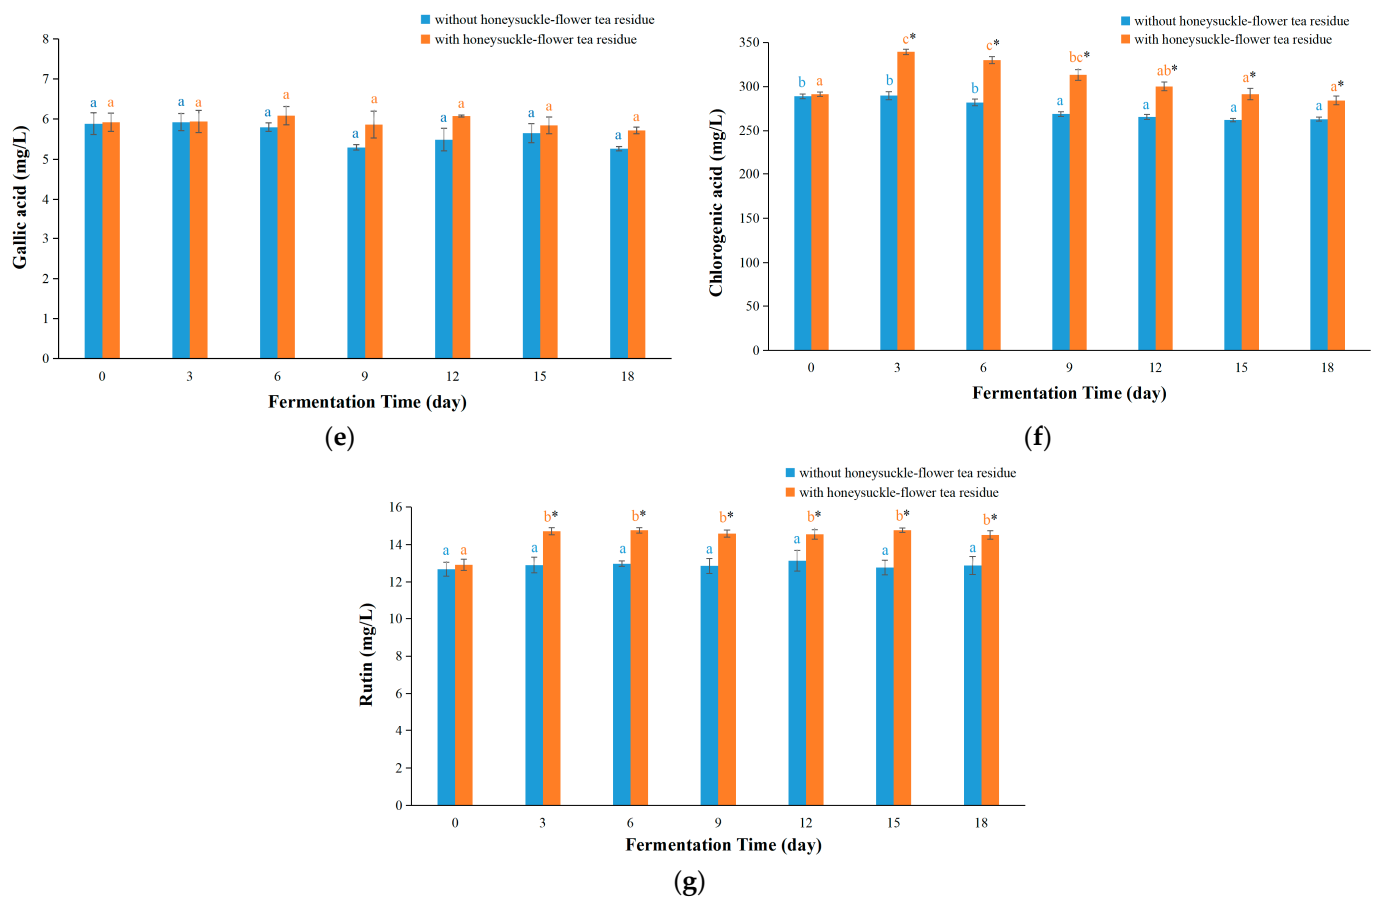 without honeysuckle-flower tea residue
with honeysuckle-flower tea residue
8
7
6
5
4
3
2
1
0
Gallic acid (mg/L)
a a a a a a a a a a a a a a
0 3 6 9 12 15 18
Fermentation Time (day)
(e)
without honeysuckle-flower tea residue
with honeysuckle-flower tea residue
350
300
250
200
150
100
50
0
Chlorogenic acid (mg/L)
b a b c* b c* a bc* a ab* a a* a a*
0 3 6 9 12 15 18
Fermentation Time (day)
(f)
without honeysuckle-flower tea residue
with honeysuckle-flower tea residue
16
14
12
10
8
6
4
2
0
Rutin (mg/L)
a a a b* a b* a b* a b* a b* a b*
0 3 6 9 12 15 18
Fermentation Time (day)
(g)